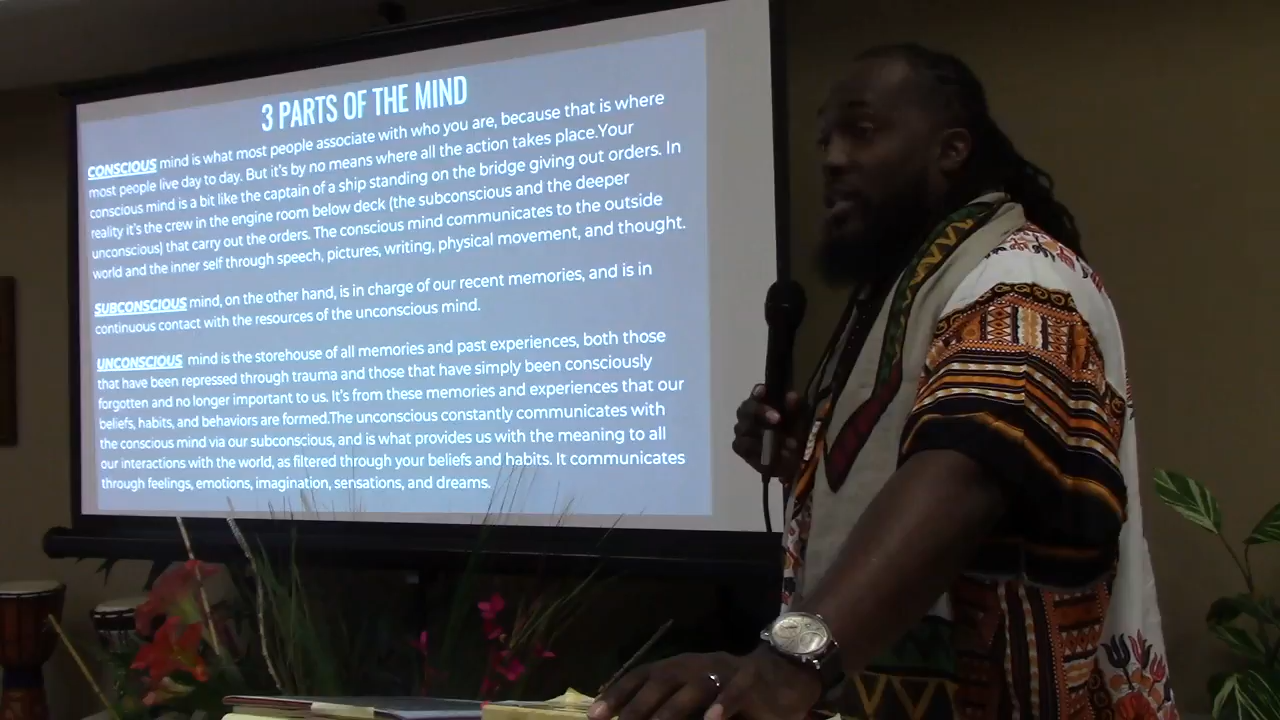 3 PARTS OF THE MIND
CONSCIOUS mind is what most people associate with who you are, because that is where
most people live day to day. But it's by no means where all the action takes place.Your
conscious mind is a bit like the captain of a ship standing on the bridge giving out orders. In
reality it's the crew in the engine room below deck (the subconscious and the deeper
unconscious) that carry out the orders. The conscious mind communicates to the outside
world and the inner self through speech, pictures, writing, physical movement, and thought.
SUBCONSCIOUS mind, on the other hand, is in charge of our recent memories, and is in
continuous contact with the resources of the unconscious mind.
UNCONSCIOUS mind is the storehouse of all memories and past experiences, both those
that have been repressed through trauma and those that have simply been consciously
forgotten and no longer important to us. It's from these memories and experiences that our
beliefs, habits, and behaviors are formed.The unconscious constantly communicates with
the conscious mind via our subconscious, and is what provides us with the meaning to all
our interactions with the world, as filtered through your beliefs and habits. It communicates
through feelings, emotions, imagination, sensations, and dreams.